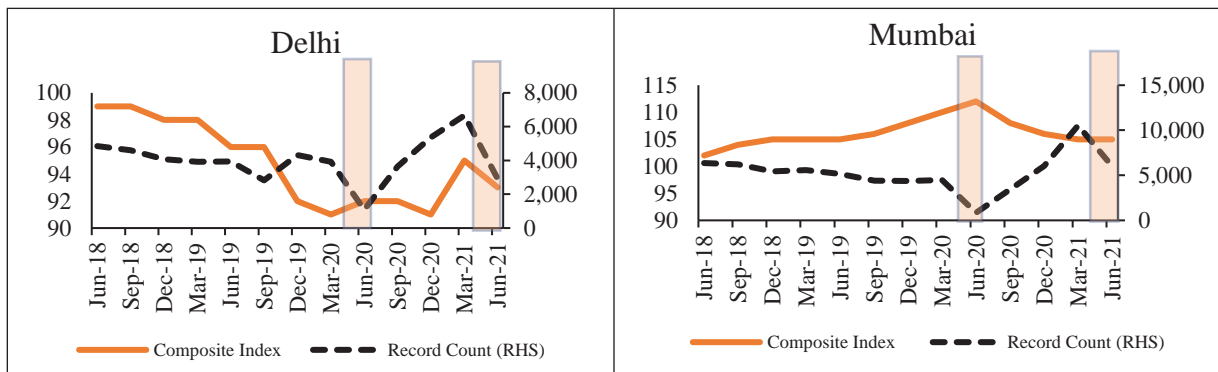 Delhi
100
98
96
94
92
90
8,000
6,000
4,000
2,000
0
Jun-18
Sep-18
Dec-18
Mar-19
Jun-19
Sep-19
Dec-19
Mar-20
Jun-20
Sep-20
Dec-20
Mar-21
Jun-21
Composite Index
Record Count (RHS)
Mumbai
115
110
105
100
95
90
15,000
10,000
5,000
0
Jun-18
Sep-18
Dec-18
Mar-19
Jun-19
Sep-19
Dec-19
Mar-20
Jun-20
Sep-20
Dec-20
Mar-21
Jun-21
Composite Index
Record Count (RHS)